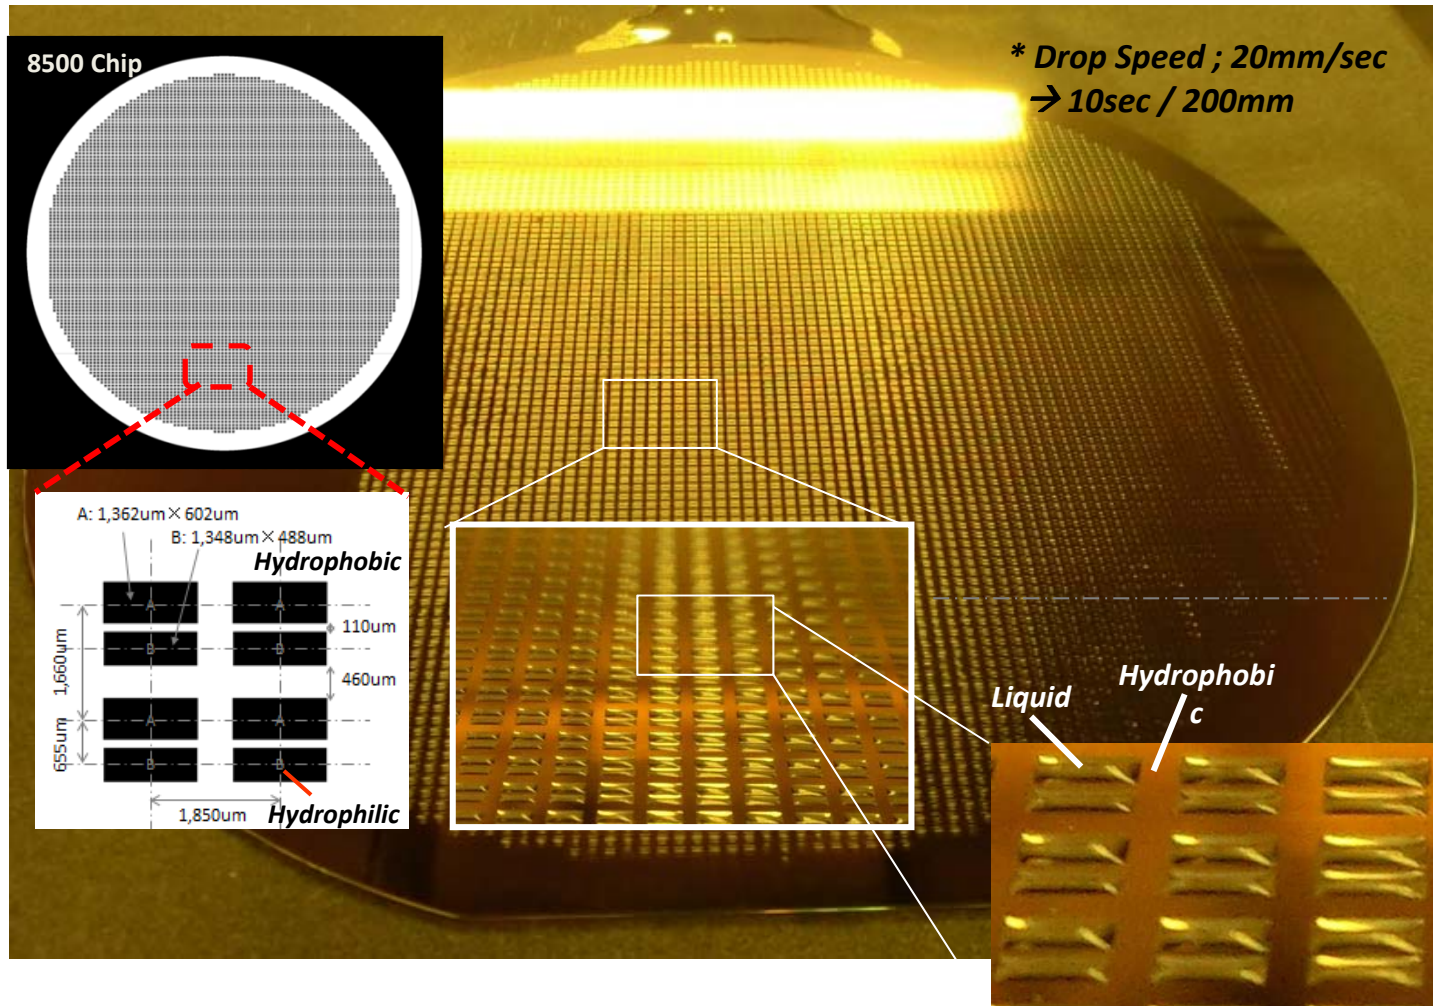 8500 Chip
* Drop Speed ; 20mm/sec
→ 10sec / 200mm
A: 1,362um×602um
B: 1,348um×488um
Hydrophobic
A
A
110um
B
B
1,660um
460um
A
A
655um
B
B
1,850um
Hydrophilic
Liquid
Hydrophobi
c